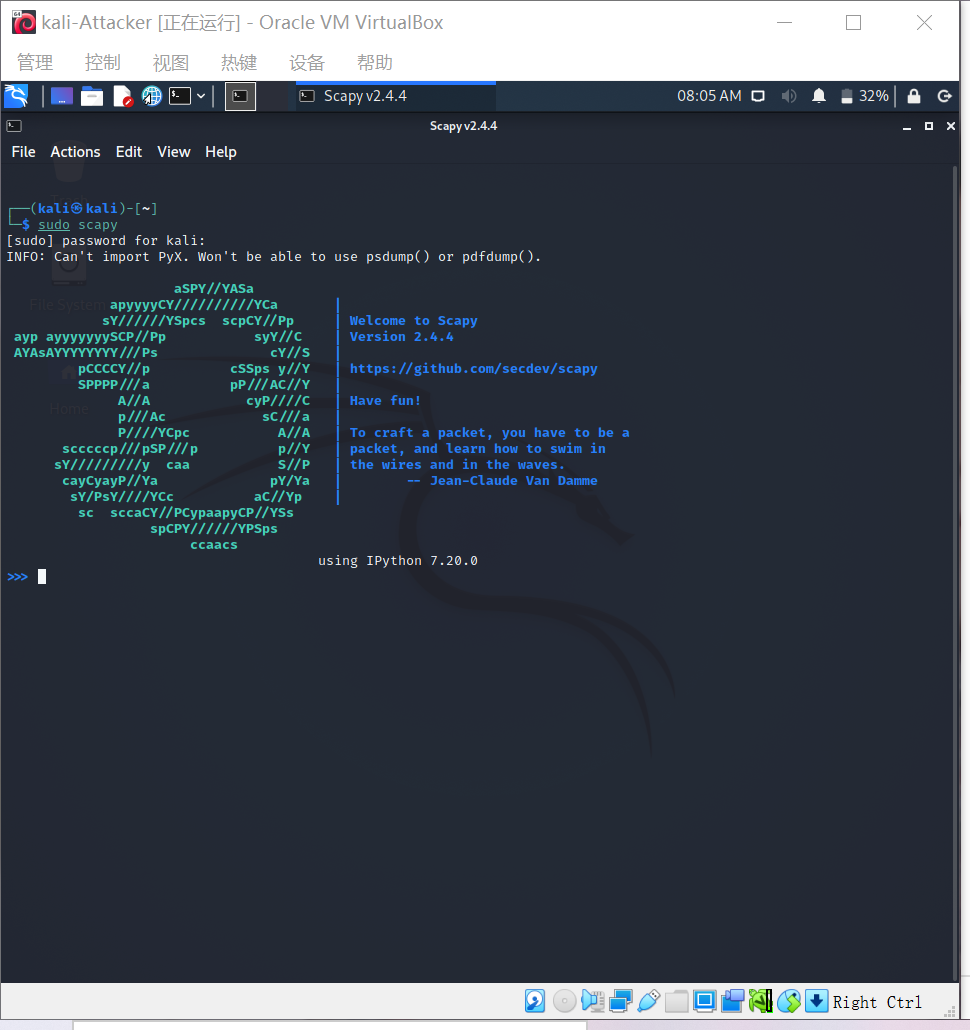 kali-Attacker [正在运行] - Oracle VM VirtualBox
管理 控制 视图 热键 设备 帮助
Scapy v2.4.4 08:05 AM 32%
Scapy v2.4.4
File Actions Edit View Help
┌──(kali㉿kali)-[~]
└─$ sudo scapy
[sudo] password for kali:
INFO: Can't import PyX. Won't be able to use psdump() or pdfdump().
                     aSPY//YASa
             apyyyyCY//////////YCa       |
            sY//////YSpcs  scpCY//Pp     | Welcome to Scapy
 ayp ayyyyyyySCP//Pp           syY//C    | Version 2.4.4
 AYAsAYYYYYYYY///Ps              cY//S   |
         pCCCCY//p          cSSps y//Y   | https://github.com/secdev/scapy
         SPPPP///a          pP///AC//Y   |
              A//A            cyP////C   | Have fun!
              p///Ac            sC///a   |
              P////YCpc           A//A   | To craft a packet, you have to be a
       scccccp///pSP///p          p//Y   | packet, and learn how to swim in
      sY/////////y  caa           S//P   | the wires and in the waves.
       cayCyayP//Ya              pY/Ya   |        -- Jean-Claude Van Damme
        sY/PsY////YCc          aC//Yp    |
         sc  sccaCY//PCypaapyCP//YSs
                  spCPY//////YPSps
                       ccaacs
                                       using IPython 7.20.0
>>>
File System
Home
Right Ctrl